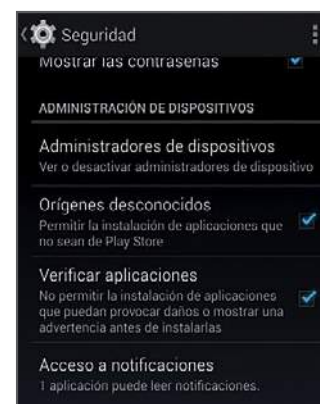 Seguridad
Mostrar las contraseñas
ADMINISTRACIÓN DE DISPOSITIVOS
Administradores de dispositivos
Ver o desactivar administradores de dispositivo
Orígenes desconocidos
Permitir la instalación de aplicaciones que
no sean de Play Store
Verificar aplicaciones
No permitir la instalación de aplicaciones
que puedan provocar daños o mostrar una
advertencia antes de instalarlas
Acceso a notificaciones
1 aplicación puede leer notificaciones.